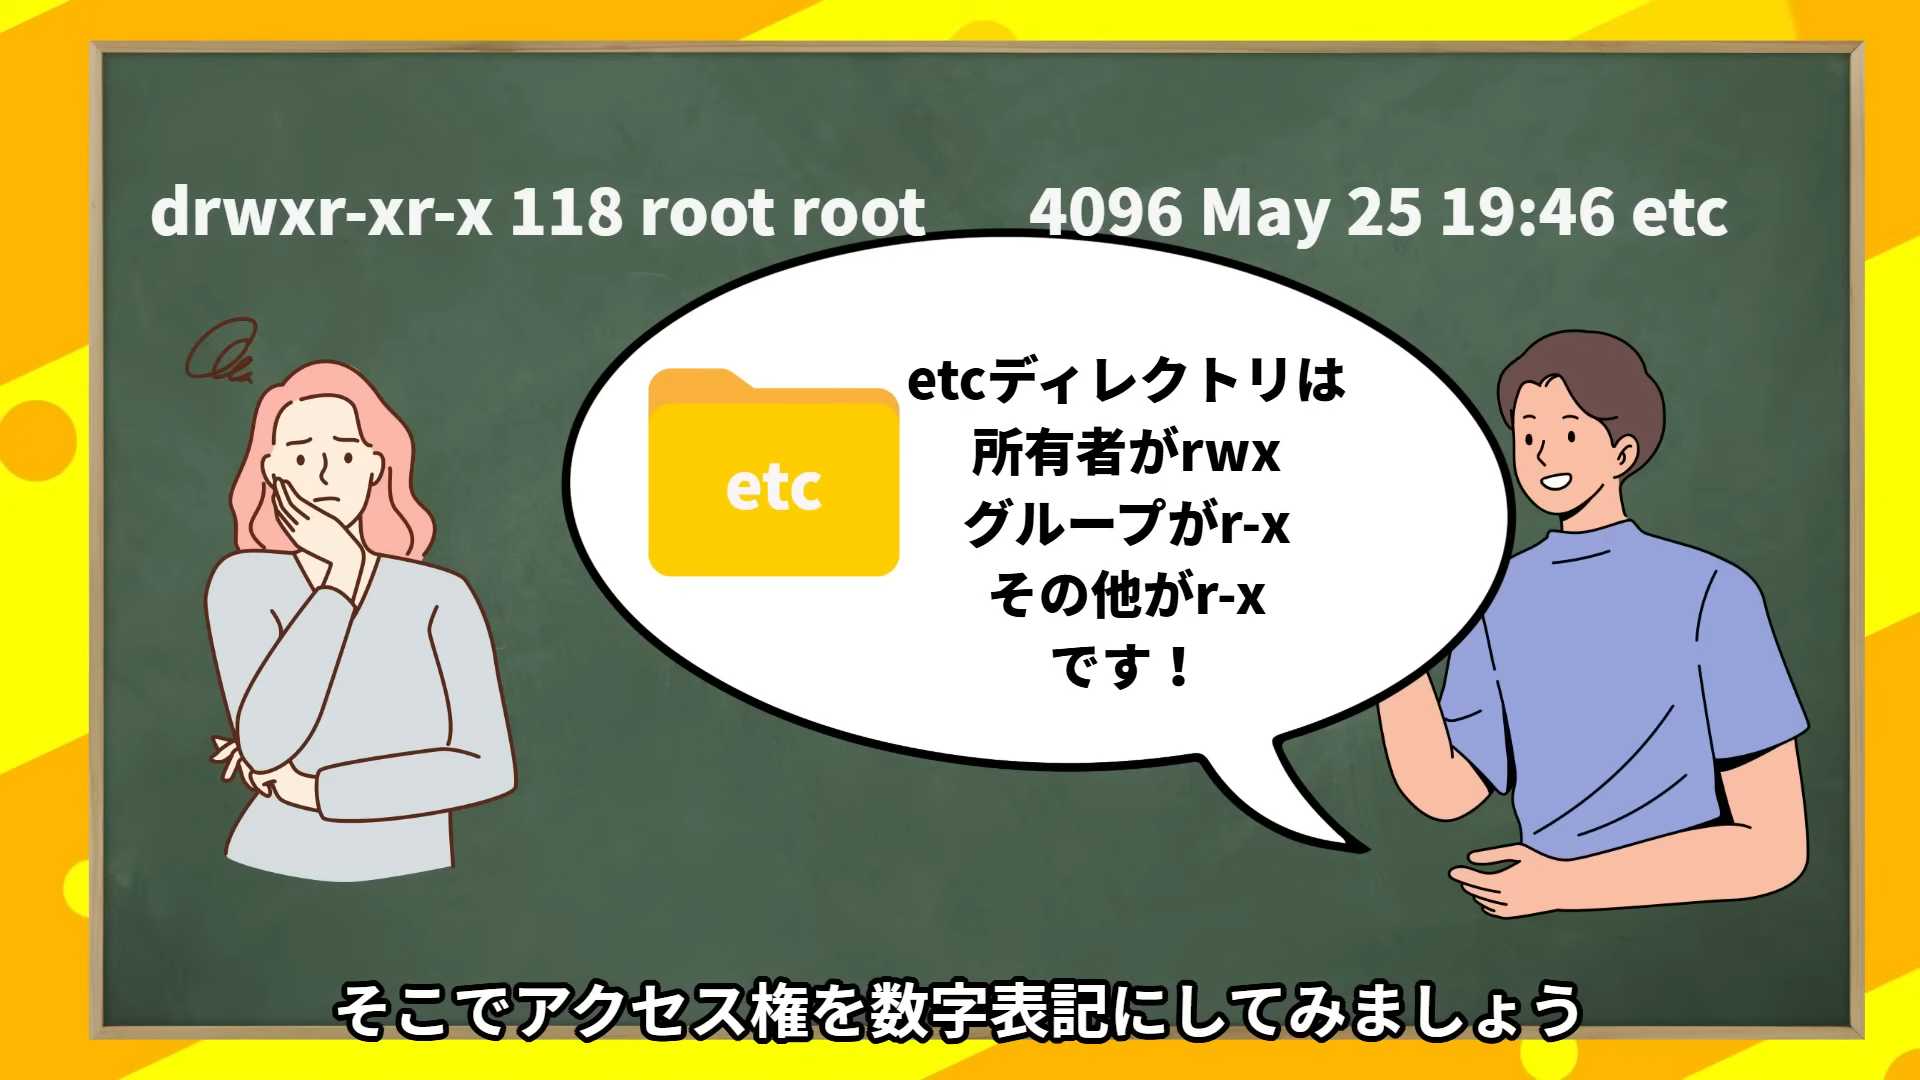 drwxr-xr-x 118 root root 4096 May 25 19:46 etc
etc
etcディレクトリは
所有者がrwx
グループがr-x
その他がr-x
です！
そこでアクセス権を数字表記にしてみましょう